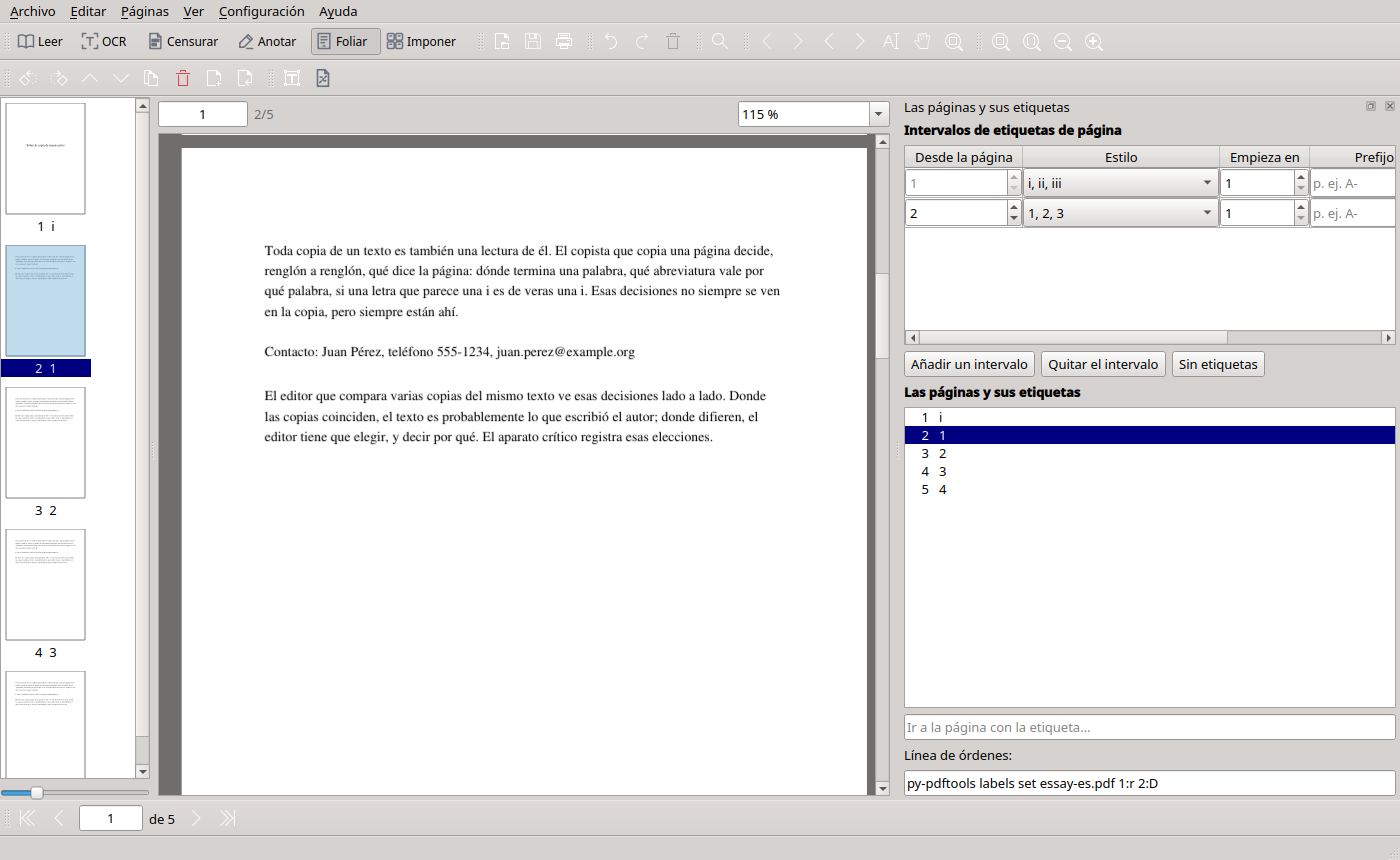 Archivo Editar Páginas Ver Configuración Ayuda
Leer OCR Censurar Anotar Foliar Imponer
1 i
2 1
3 2
4 3
1 2/5 115 %
Toda copia de un texto es también una lectura de él. El copista que copia una página decide,
renglón a renglón, qué dice la página: dónde termina una palabra, qué abreviatura vale por
qué palabra, si una letra que parece una i es de veras una i. Esas decisiones no siempre se ven
en la copia, pero siempre están ahí.
Contacto: Juan Pérez, teléfono 555-1234, juan.perez@example.org
El editor que compara varias copias del mismo texto ve esas decisiones lado a lado. Donde
las copias coinciden, el texto es probablemente lo que escribió el autor; donde difieren, el
editor tiene que elegir, y decir por qué. El aparato crítico registra esas elecciones.
Las páginas y sus etiquetas
Intervalos de etiquetas de página
Desde la página Estilo Empieza en Prefijo
1 i, ii, iii 1 p. ej. A-
2 1, 2, 3 1 p. ej. A-
Añadir un intervalo Quitar el intervalo Sin etiquetas
Las páginas y sus etiquetas
1 i
2 1
3 2
4 3
5 4
Ir a la página con la etiqueta...
Línea de órdenes:
py-pdftools labels set essay-es.pdf 1:r 2:D
1 de 5